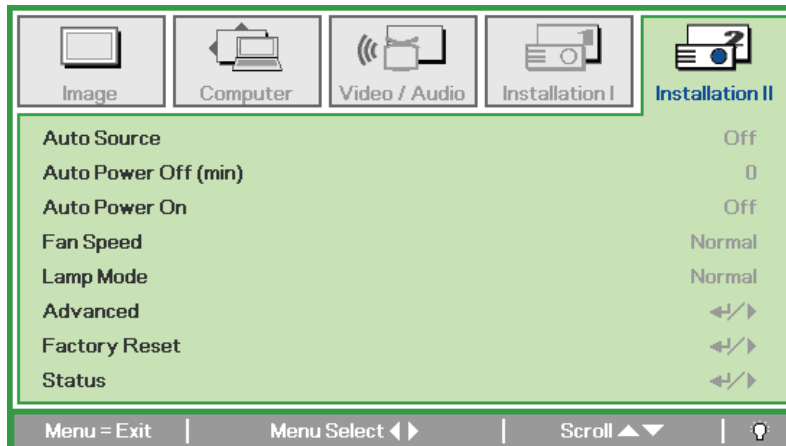 Image Computer Video / Audio Installation I Installation II
Auto Source Off
Auto Power Off (min) 0
Auto Power On Off
Fan Speed Normal
Lamp Mode Normal
Advanced
Factory Reset
Status
Menu = Exit Menu Select Scroll